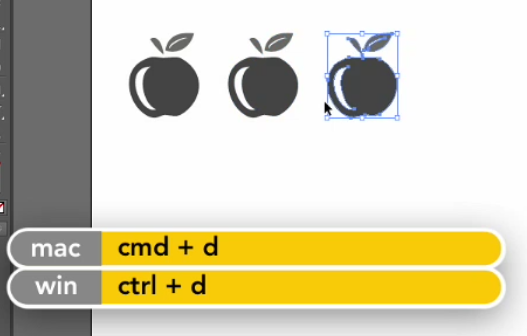 mac cmd + d
win ctrl + d